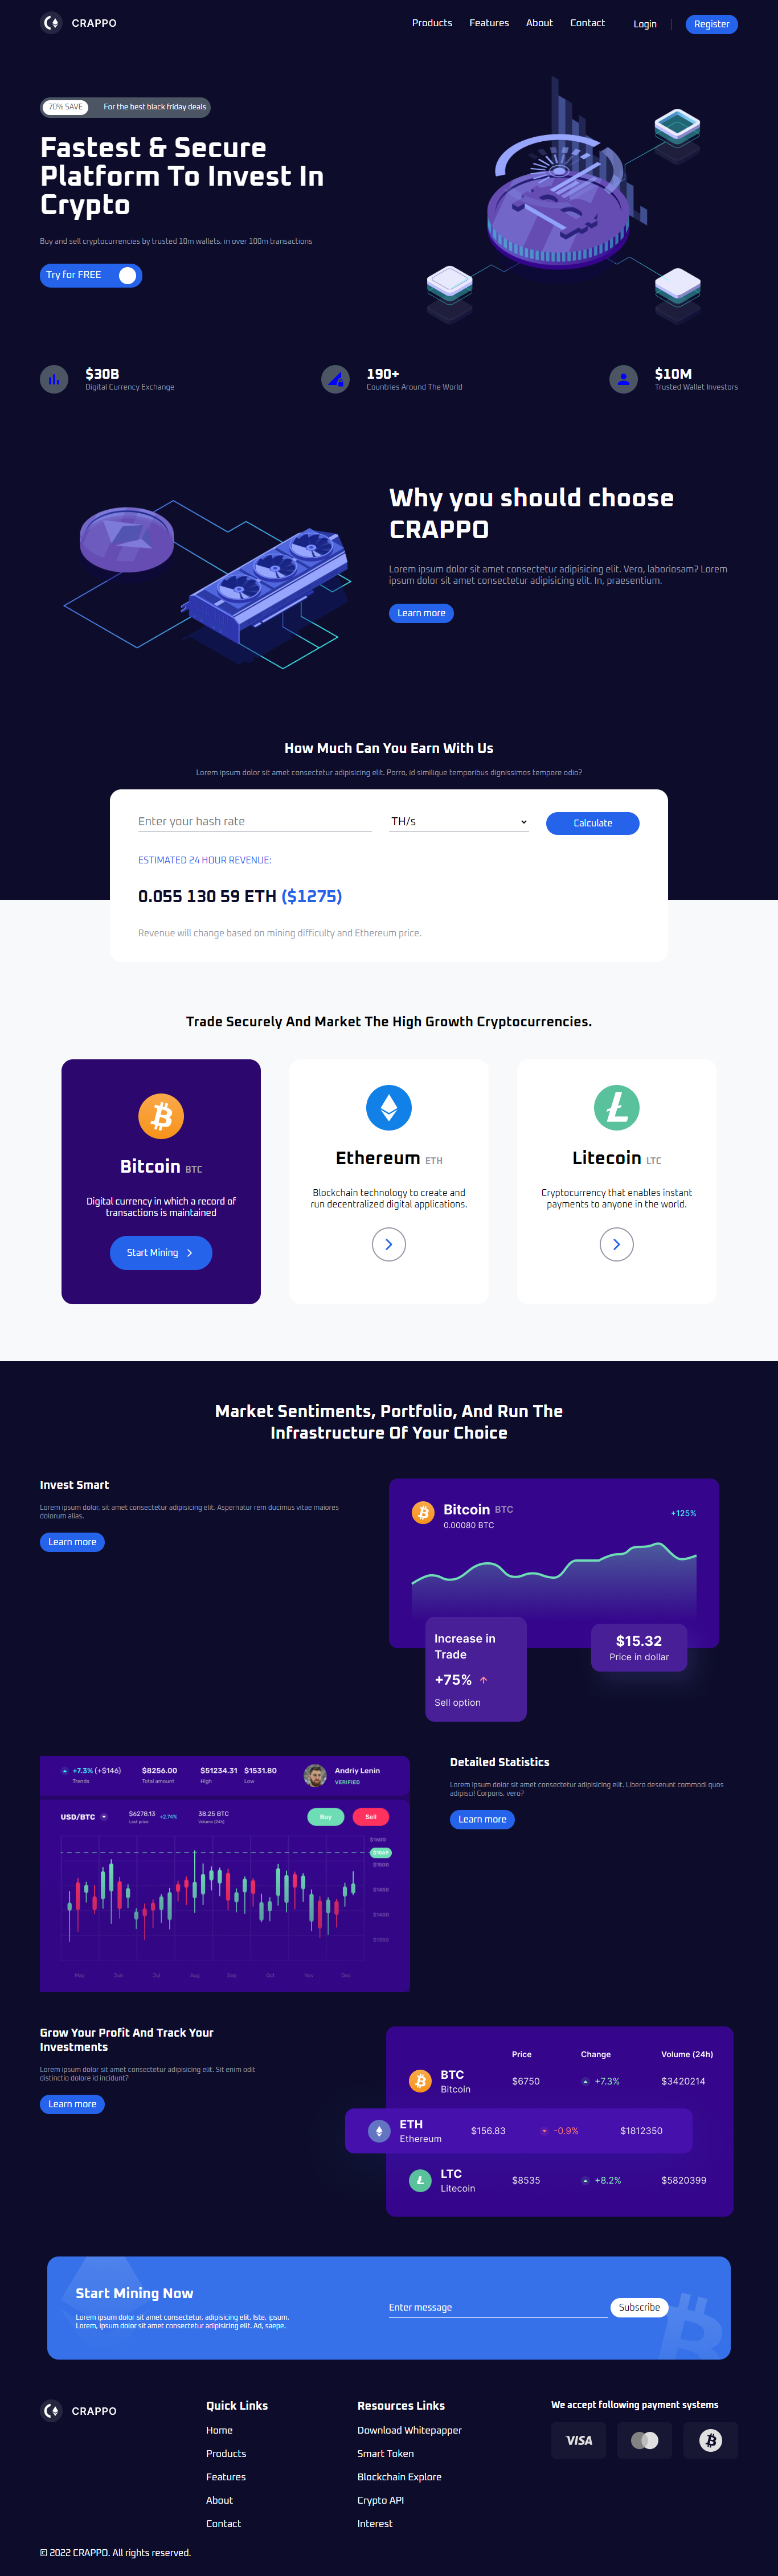 CRAPPO
Products Features About Contact Login | Register
70% SAVE For the best black friday deals
Fastest & Secure
Platform To Invest In
Crypto
Buy and sell cryptocurrencies by trusted 10m wallets, in over 100m transactions
Try for FREE
$30B
Digital Currency Exchange
190+
Countries Around The World
$10M
Trusted Wallet Investors
Why you should choose
CRAPPO
Lorem ipsum dolor sit amet consectetur adipisicing elit. Vero, laboriosam? Lorem
ipsum dolor sit amet consectetur adipisicing elit. In, praesentium.
Learn more
How Much Can You Earn With Us
Lorem ipsum dolor sit amet consectetur adipisicing elit. Porro, id similique temporibus dignissimos tempore odio?
Enter your hash rate
TH/s
Calculate
ESTIMATED 24 HOUR REVENUE:
0.055 130 59 ETH ($1275)
Revenue will change based on mining difficulty and Ethereum price.
Trade Securely And Market The High Growth Cryptocurrencies.
Bitcoin BTC
Digital currency in which a record of
transactions is maintained
Start Mining
Ethereum ETH
Blockchain technology to create and
run decentralized digital applications.
Litecoin LTC
Cryptocurrency that enables instant
payments to anyone in the world.
Market Sentiments, Portfolio, And Run The
Infrastructure Of Your Choice
Invest Smart
Lorem ipsum dolor, sit amet consectetur adipisicing elit. Aspernatur rem ducimus vitae maiores
dolorum alias.
Learn more
Bitcoin BTC
0.00080 BTC
+125%
Increase in
Trade
+75%
Sell option
$15.32
Price in dollar
+7.3% (+$146)
Trends
$8256.00
Total amount
$51234.31
High
$1531.80
Low
Andriy Lenin
VERIFIED
USD/BTC
$6278.13
Last price
+2.74%
38.25 BTC
Volume (24h)
Buy
Sell
$1600
$1500
$1450
$1400
$1350
May Jun Jul Aug Sep Oct Nov Dec
Detailed Statistics
Lorem ipsum dolor sit amet consectetur adipisicing elit. Libero deserunt commodi quos
adipisci! Corporis, vero?
Learn more
Grow Your Profit And Track Your
Investments
Lorem ipsum dolor sit amet consectetur adipisicing elit. Sit enim odit
distinctio dolore id incidunt?
Learn more
Price Change Volume (24h)
BTC
Bitcoin
$6750 +7.3% $3420214
ETH
Ethereum
$156.83 -0.9% $1812350
LTC
Litecoin
$8535 +8.2% $5820399
Start Mining Now
Lorem ipsum dolor sit amet consectetur, adipisicing elit. Iste, ipsum.
Lorem, ipsum dolor sit amet consectetur adipisicing elit. Ad, saepe.
Enter message
Subscribe
CRAPPO
Quick Links
Home
Products
Features
About
Contact
Resources Links
Download Whitepapper
Smart Token
Blockchain Explore
Crypto API
Interest
We accept following payment systems
VISA
© 2022 CRAPPO. All rights reserved.